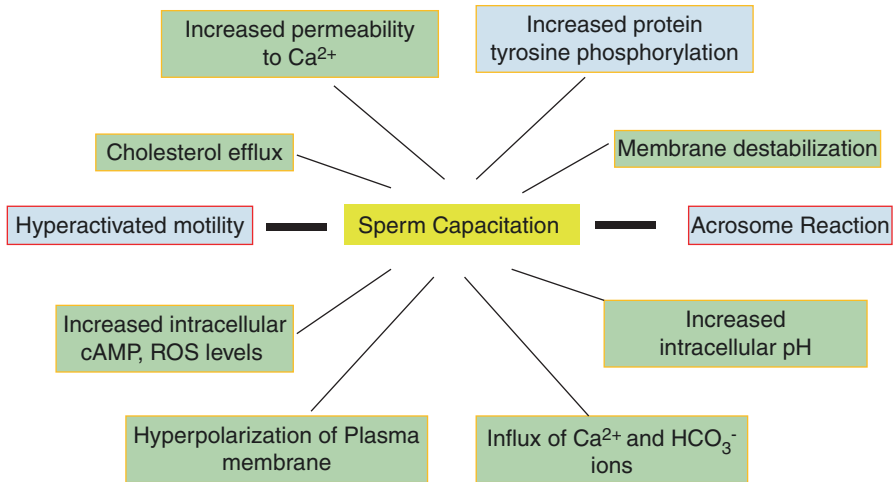 Increased permeability
to Ca²⁺
Increased protein
tyrosine phosphorylation
Cholesterol efflux
Membrane destabilization
Hyperactivated motility
Sperm Capacitation
Acrosome Reaction
Increased intracellular
cAMP, ROS levels
Increased
intracellular pH
Hyperpolarization of Plasma
membrane
Influx of Ca²⁺ and HCO₃⁻
ions